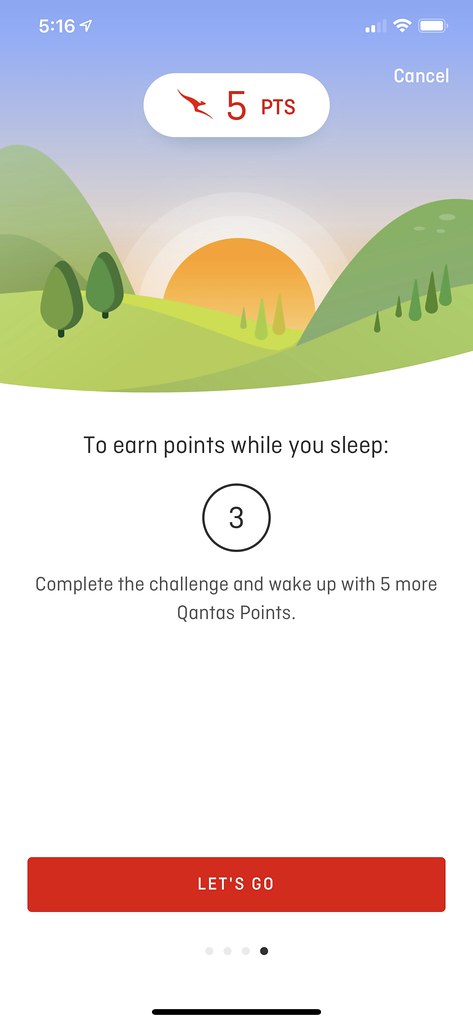 5:16
Cancel
5 PTS
To earn points while you sleep:
3
Complete the challenge and wake up with 5 more
Qantas Points.
LET'S GO